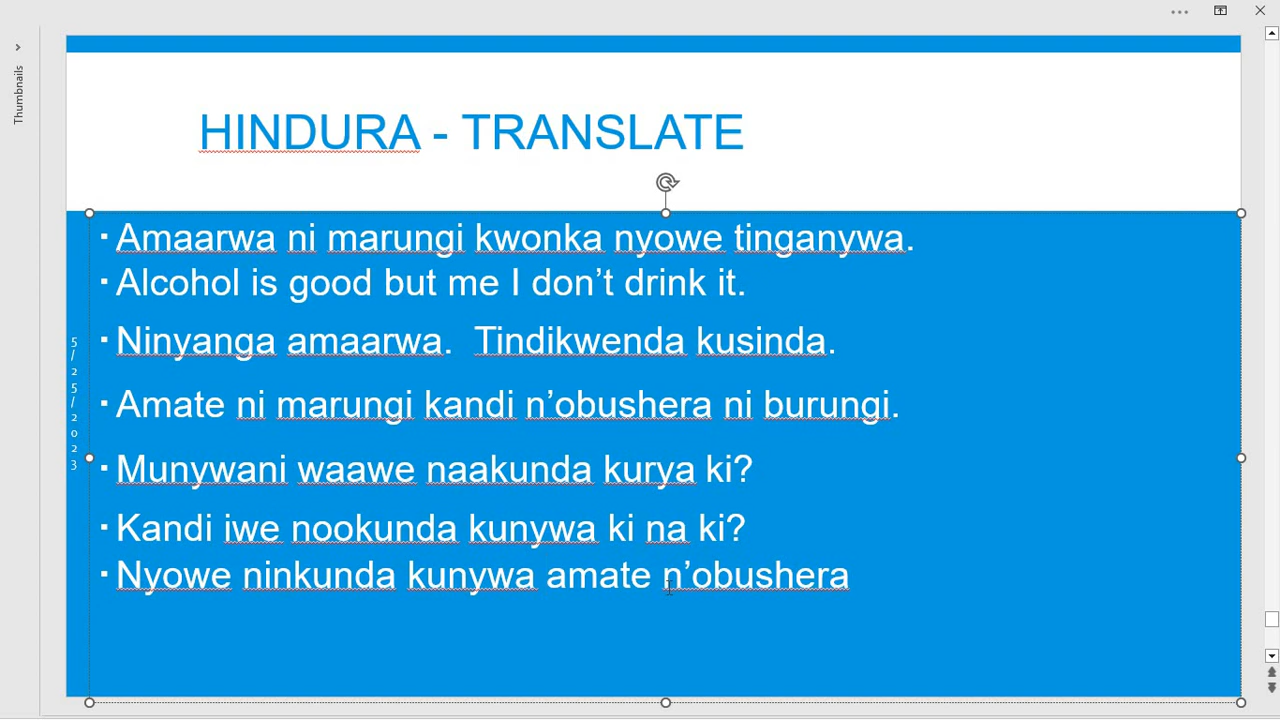 Thumbnails
HINDURA - TRANSLATE
5/25/2023
▪ Amaarwa ni marungi kwonka nyowe tinganywa.
▪ Alcohol is good but me I don’t drink it.
▪ Ninyanga amaarwa.  Tindikwenda kusinda.
▪ Amate ni marungi kandi n’obushera ni burungi.
▪ Munywani waawe naakunda kurya ki?
▪ Kandi iwe nookunda kunywa ki na ki?
▪ Nyowe ninkunda kunywa amate n’obushera